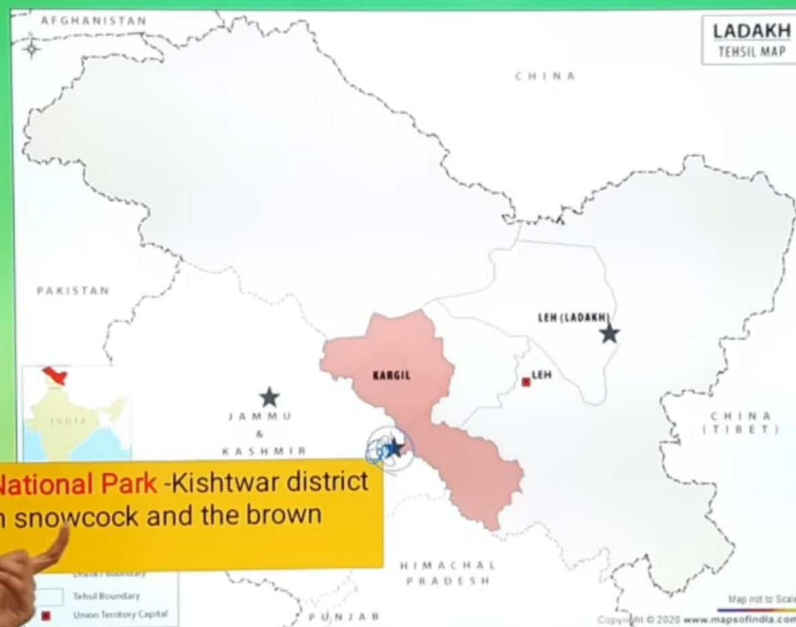 AFGHANISTAN
LADAKH
TEHSIL MAP
CHINA
PAKISTAN
LEH (LADAKH)
KARGIL
LEH
INDIA
JAMMU
&
KASHMIR
CHINA
(TIBET)
National Park -Kishtwar district
n snowcock and the brown
HIMACHAL
PRADESH
District Boundary
Tehsil Boundary
Union Territory Capital
PUNJAB
Map not to Scale
Copyright © 2020 www.mapsofindia.com